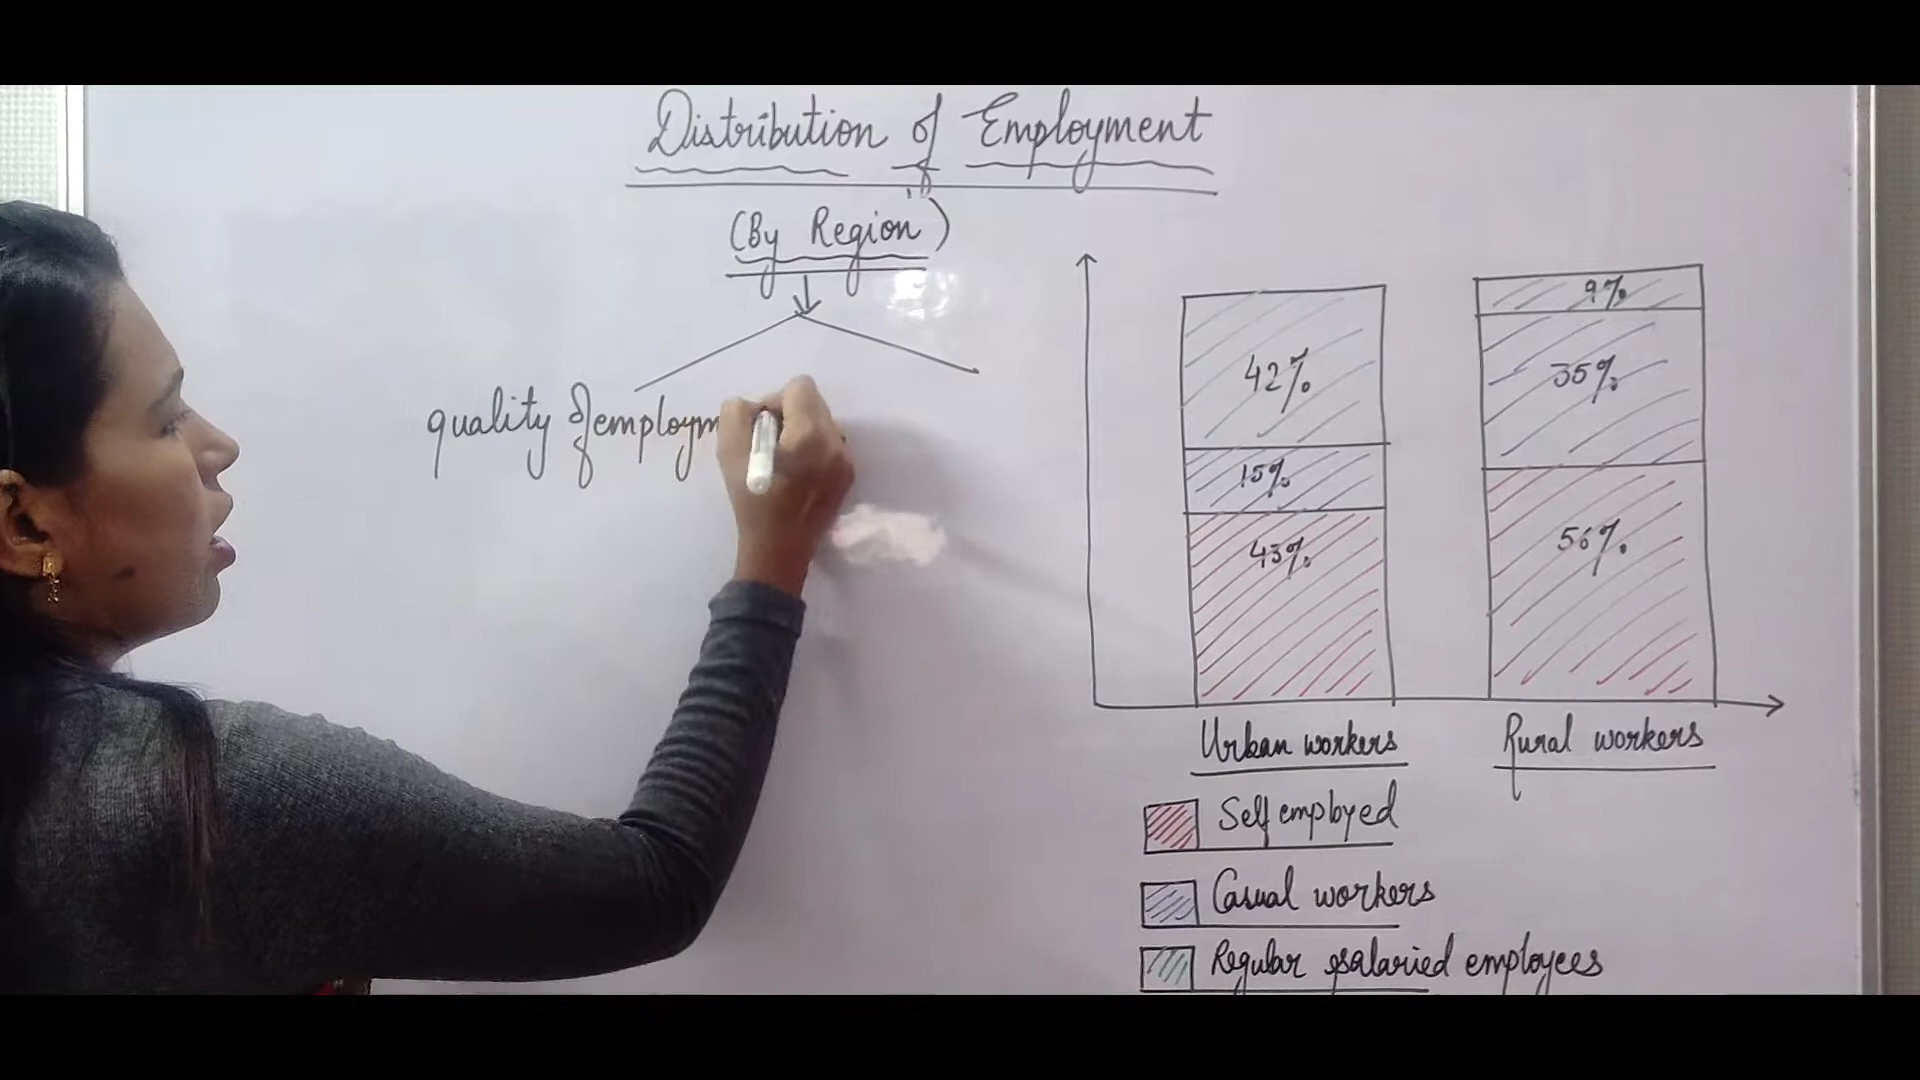 Distribution of Employment
(By Region)
quality of employm
42%
15%
43%
9%
35%
56%
Urban workers
Rural workers
Self employed
Casual workers
Regular salaried employees